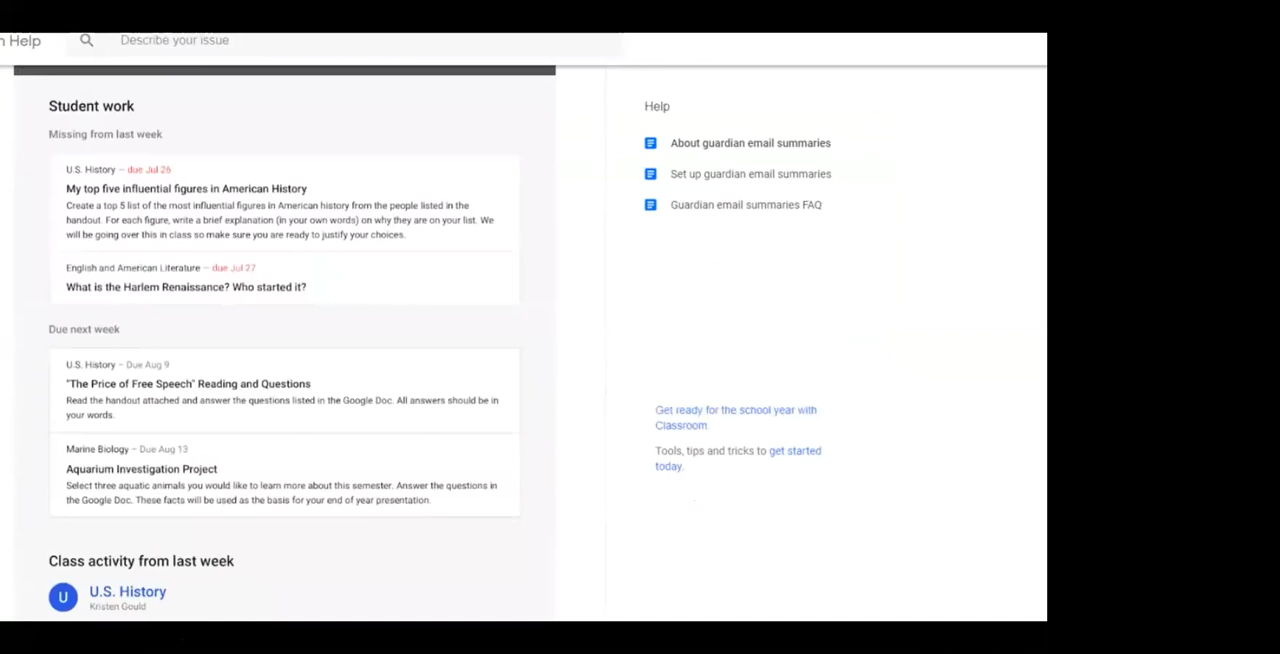 n Help
Describe your issue
Student work
Missing from last week
U.S. History – due Jul 26
My top five influential figures in American History
Create a top 5 list of the most influential figures in American history from the people listed in the
handout. For each figure, write a brief explanation (in your own words) on why they are on your list. We
will be going over this in class so make sure you are ready to justify your choices.
English and American Literature – due Jul 27
What is the Harlem Renaissance? Who started it?
Due next week
U.S. History – Due Aug 9
"The Price of Free Speech" Reading and Questions
Read the handout attached and answer the questions listed in the Google Doc. All answers should be in
your words.
Marine Biology – Due Aug 13
Aquarium Investigation Project
Select three aquatic animals you would like to learn more about this semester. Answer the questions in
the Google Doc. These facts will be used as the basis for your end of year presentation.
Class activity from last week
U
U.S. History
Kristen Gould
Help
About guardian email summaries
Set up guardian email summaries
Guardian email summaries FAQ
Get ready for the school year with
Classroom.
Tools, tips and tricks to get started
today.